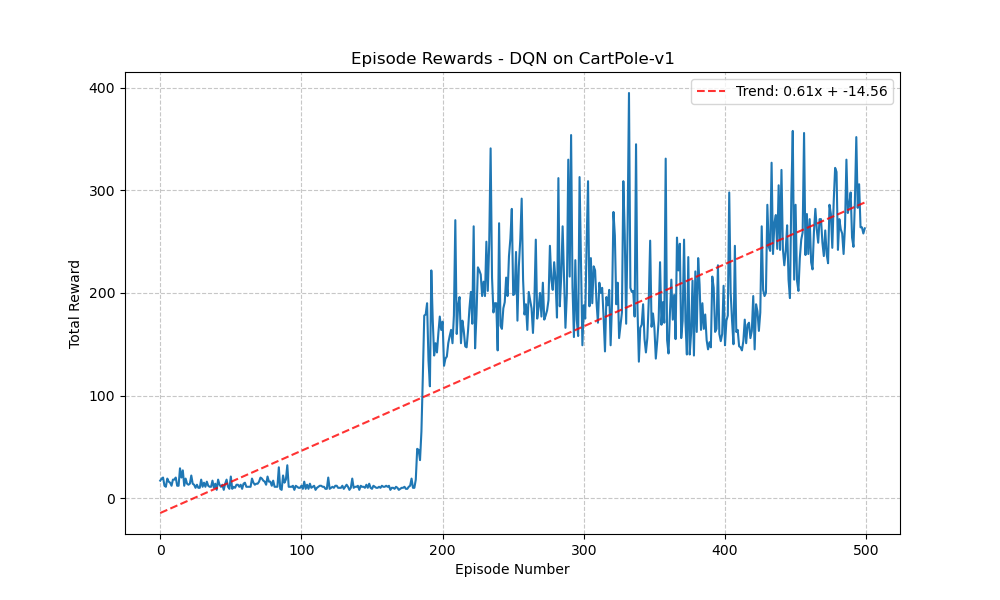 Episode Rewards - DQN on CartPole-v1
Trend: 0.61x + -14.56
Total Reward
400
300
200
100
0
0 100 200 300 400 500
Episode Number